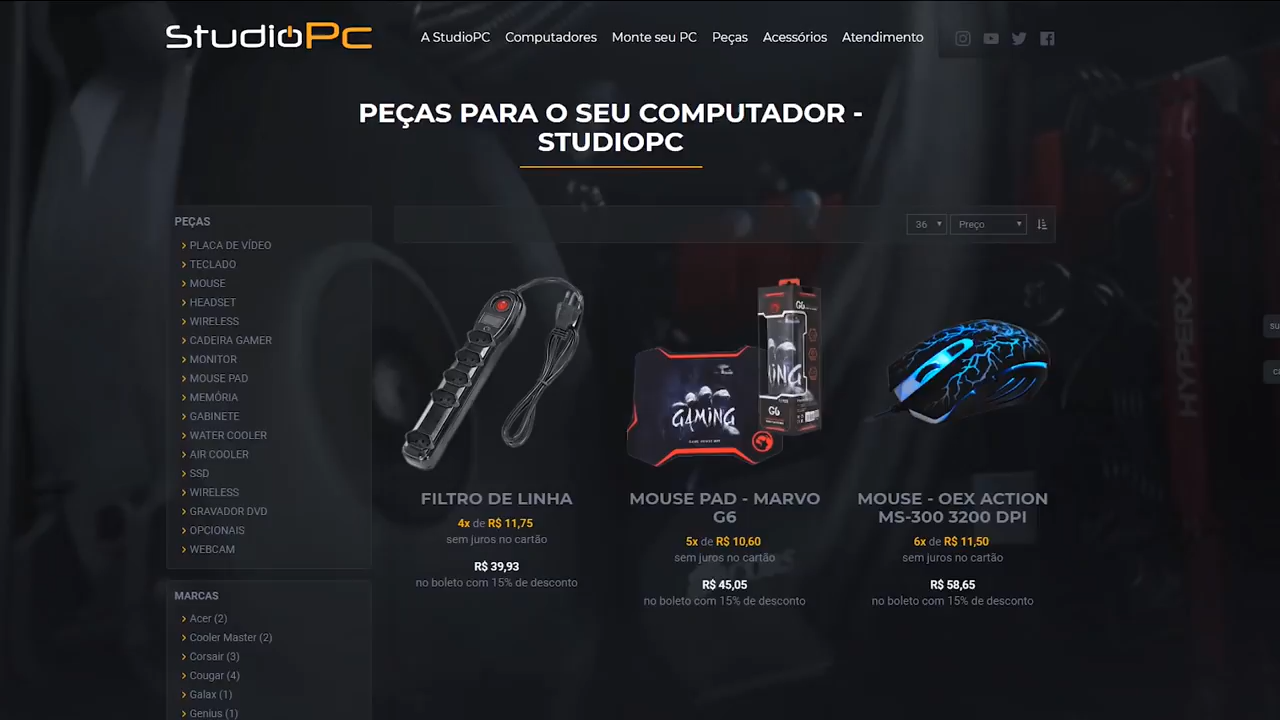 StudioPc
A StudioPC Computadores Monte seu PC Peças Acessórios Atendimento
PEÇAS PARA O SEU COMPUTADOR -
STUDIOPC
PEÇAS
PLACA DE VÍDEO
TECLADO
MOUSE
HEADSET
WIRELESS
CADEIRA GAMER
MONITOR
MOUSE PAD
MEMÓRIA
GABINETE
WATER COOLER
AIR COOLER
SSD
WIRELESS
GRAVADOR DVD
OPCIONAIS
WEBCAM
MARCAS
Acer (2)
Cooler Master (2)
Corsair (3)
Cougar (4)
Galax (1)
Genius (1)
36 Preço
FILTRO DE LINHA
4x de R$ 11,75
sem juros no cartão
R$ 39,93
no boleto com 15% de desconto
GAMING
G6
G6
MOUSE PAD - MARVO
G6
5x de R$ 10,60
sem juros no cartão
R$ 45,05
no boleto com 15% de desconto
MOUSE - OEX ACTION
MS-300 3200 DPI
6x de R$ 11,50
sem juros no cartão
R$ 58,65
no boleto com 15% de desconto
HYPERX